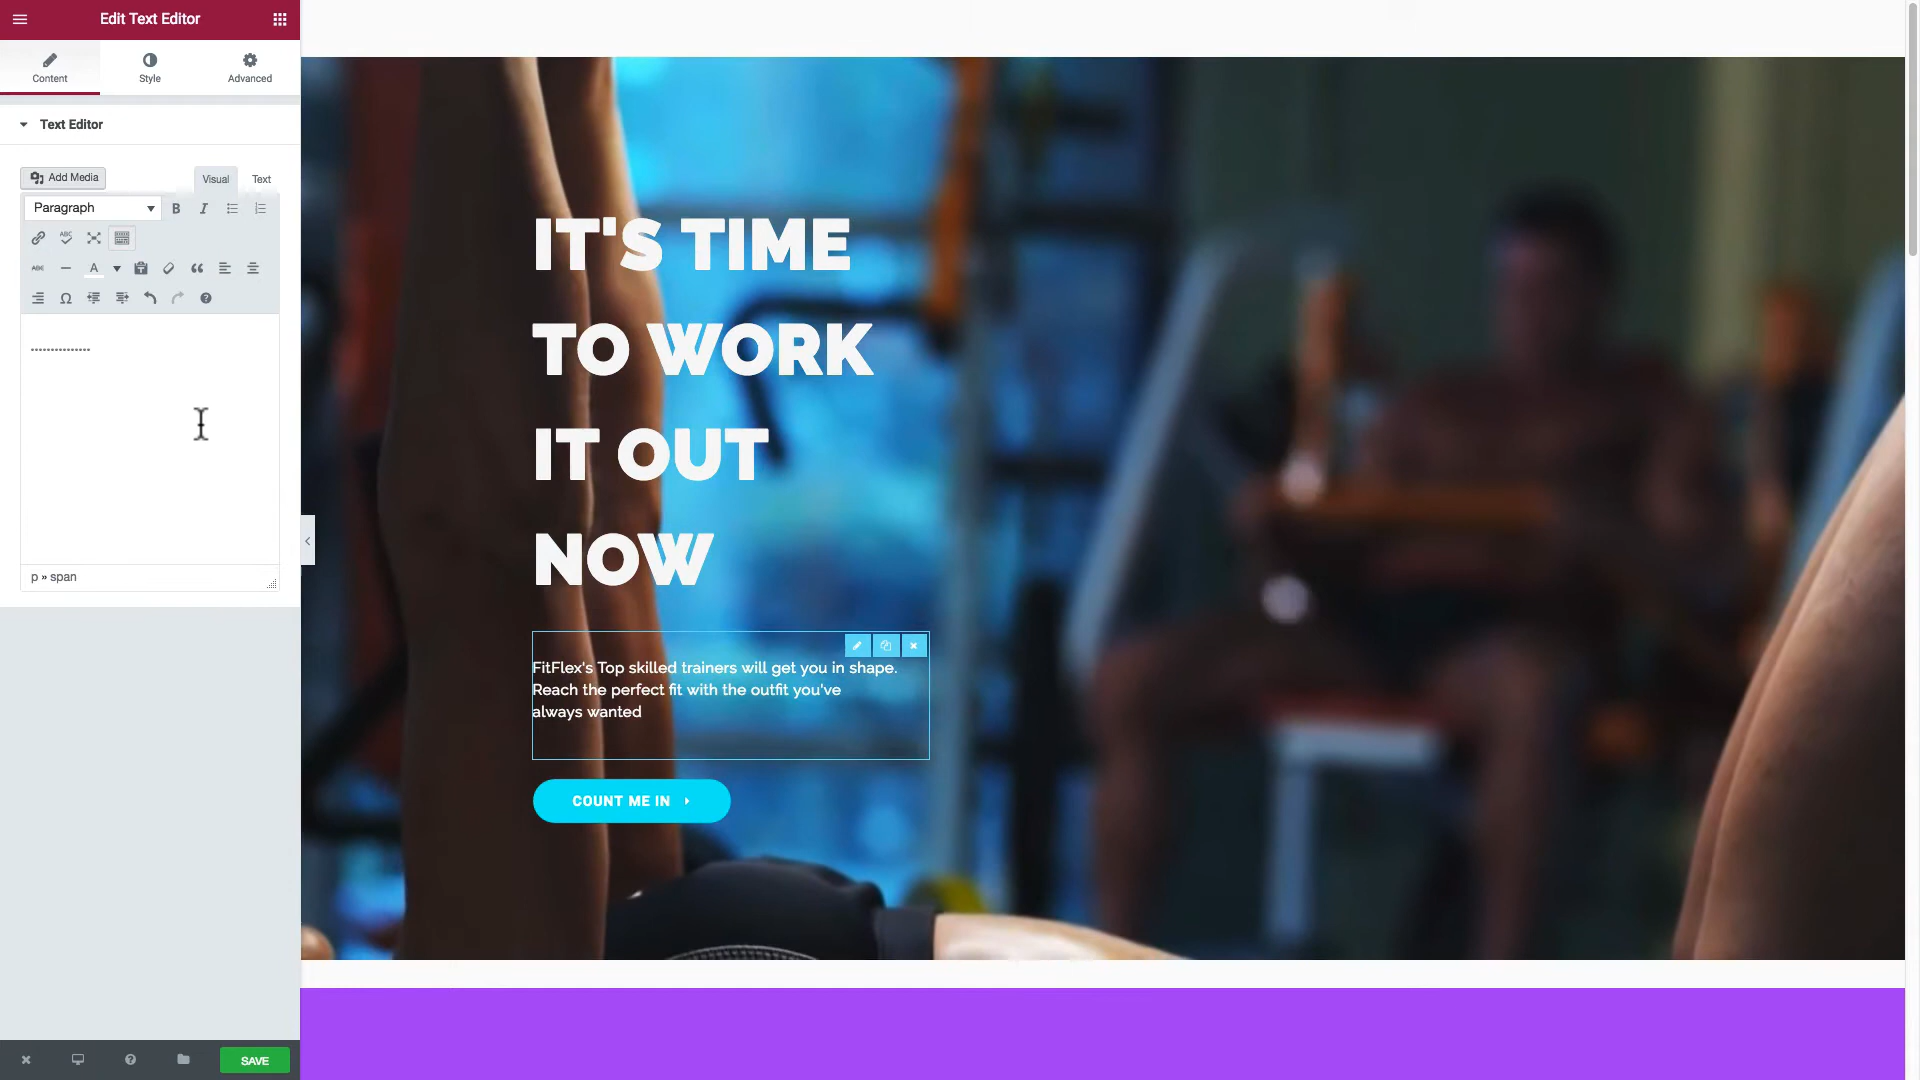 Edit Text Editor
Content
Style
Advanced
Text Editor
Add Media
Visual
Text
Paragraph
B
I
ABC
ABC
A
Ω
p » span
SAVE
IT'S TIME
TO WORK
IT OUT
NOW
FitFlex's Top skilled trainers will get you in shape.
Reach the perfect fit with the outfit you've
always wanted
COUNT ME IN